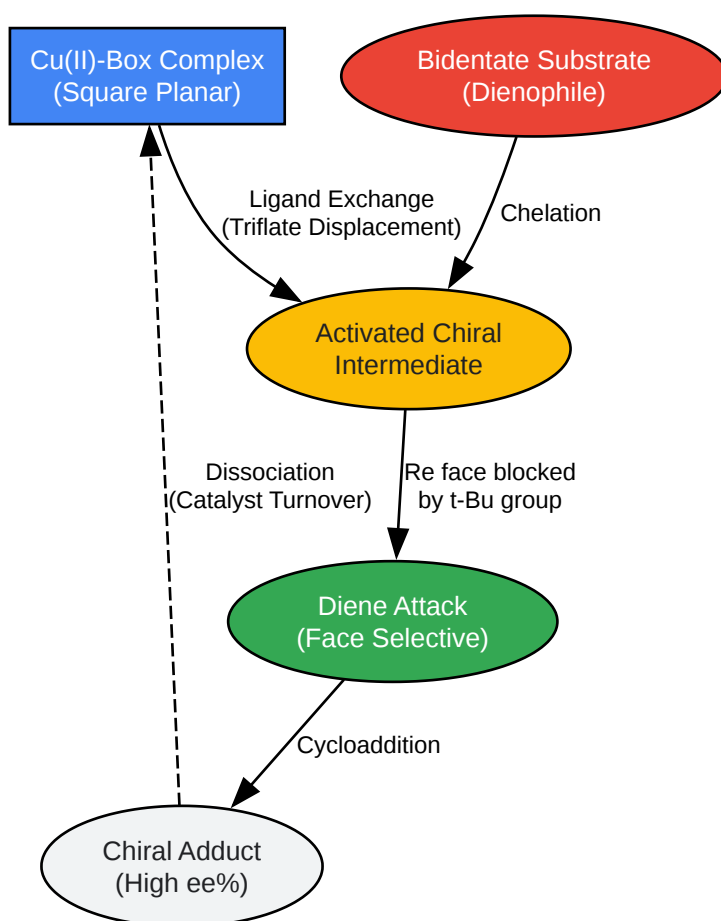 Cu(II)-Box Complex
(Square Planar)
Bidentate Substrate
(Dienophile)
Ligand Exchange
(Triflate Displacement)
Chelation
Activated Chiral
Intermediate
Dissociation
(Catalyst Turnover)
Re face blocked
by t-Bu group
Diene Attack
(Face Selective)
Cycloaddition
Chiral Adduct
(High ee%)